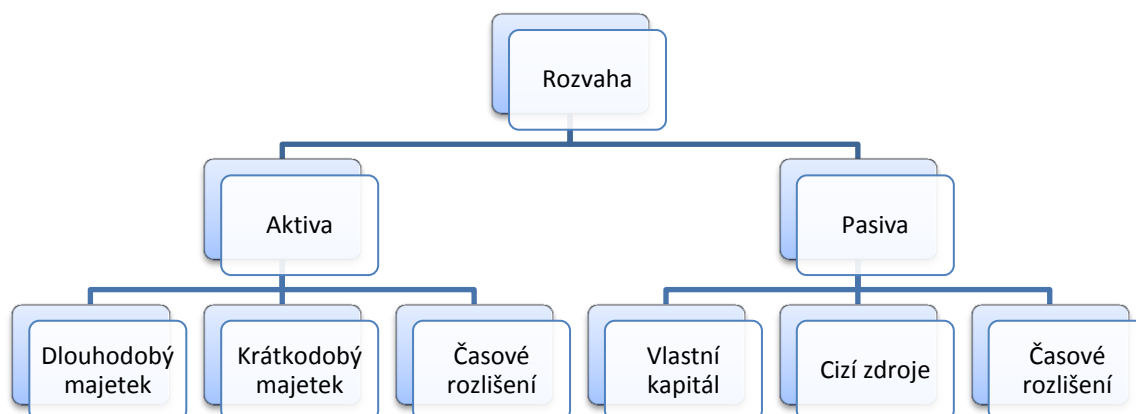 Rozvaha
Aktiva
Pasiva
Dlouhodobý
majetek
Krátkodobý
majetek
Časové
rozlišení
Vlastní
kapitál
Cizí zdroje
Časové
rozlišení